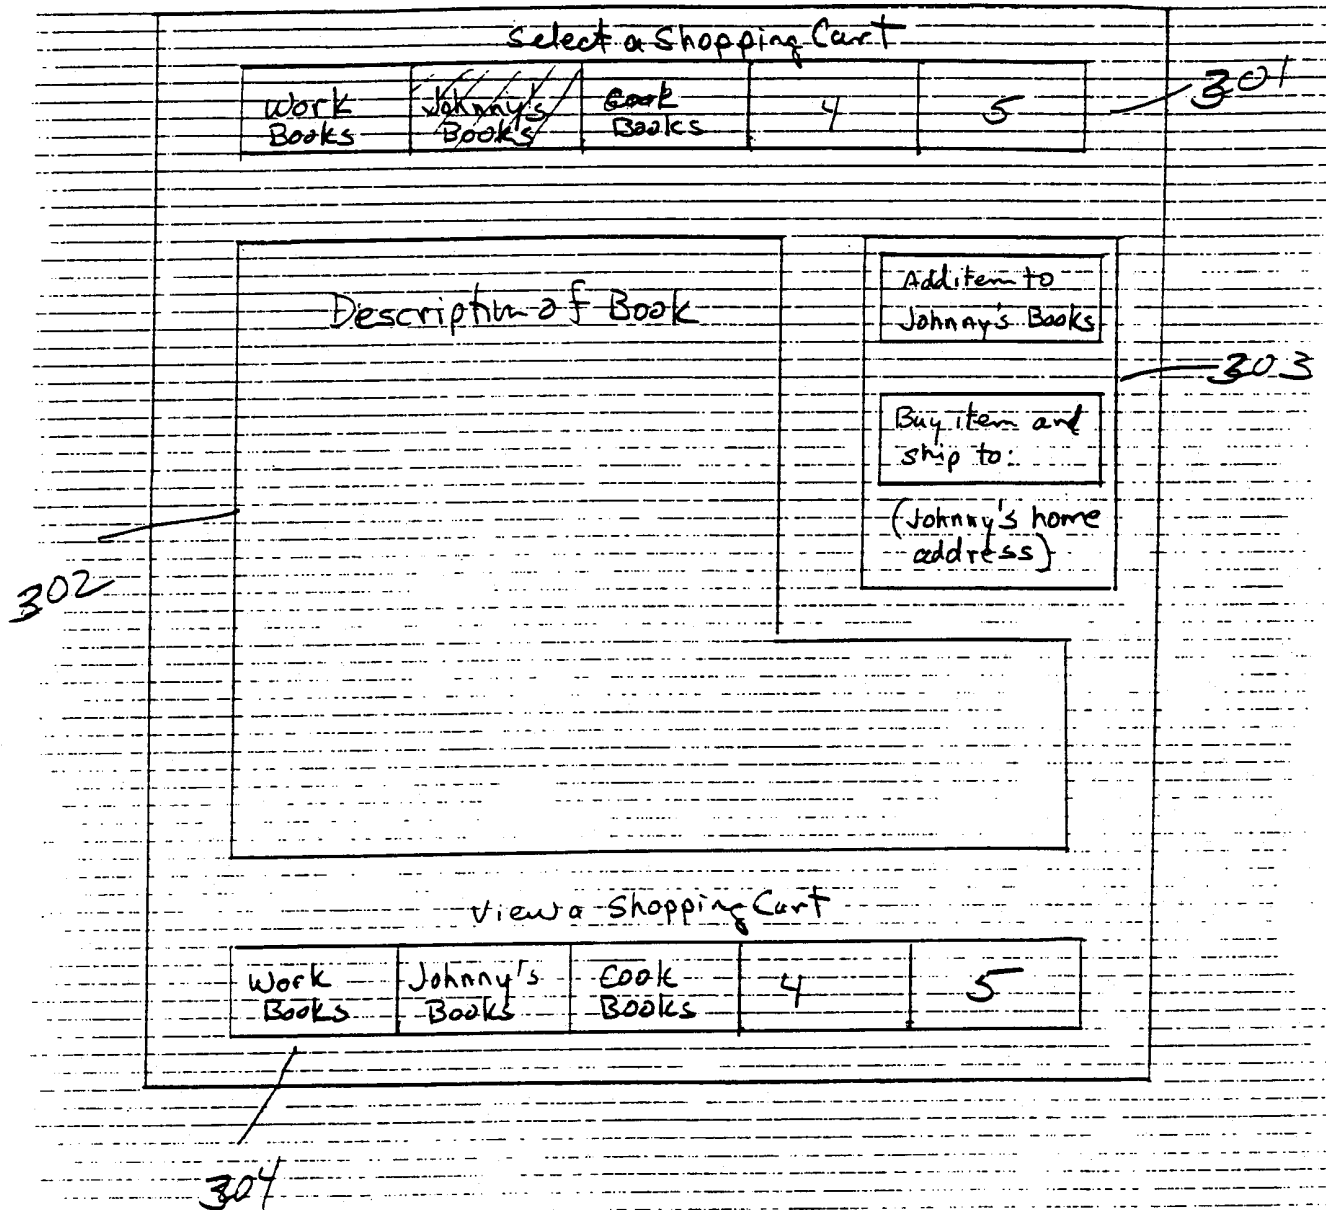 Select a Shopping Cart
Work
Books
Johnny's
Books
Cook
Books
4
5
301
Description of Book
Add item to
Johnny's Books
303
Buy item and
ship to:
(Johnny's home
address)
302
View a Shopping Cart
Work
Books
Johnny's
Books
Cook
Books
4
5
304